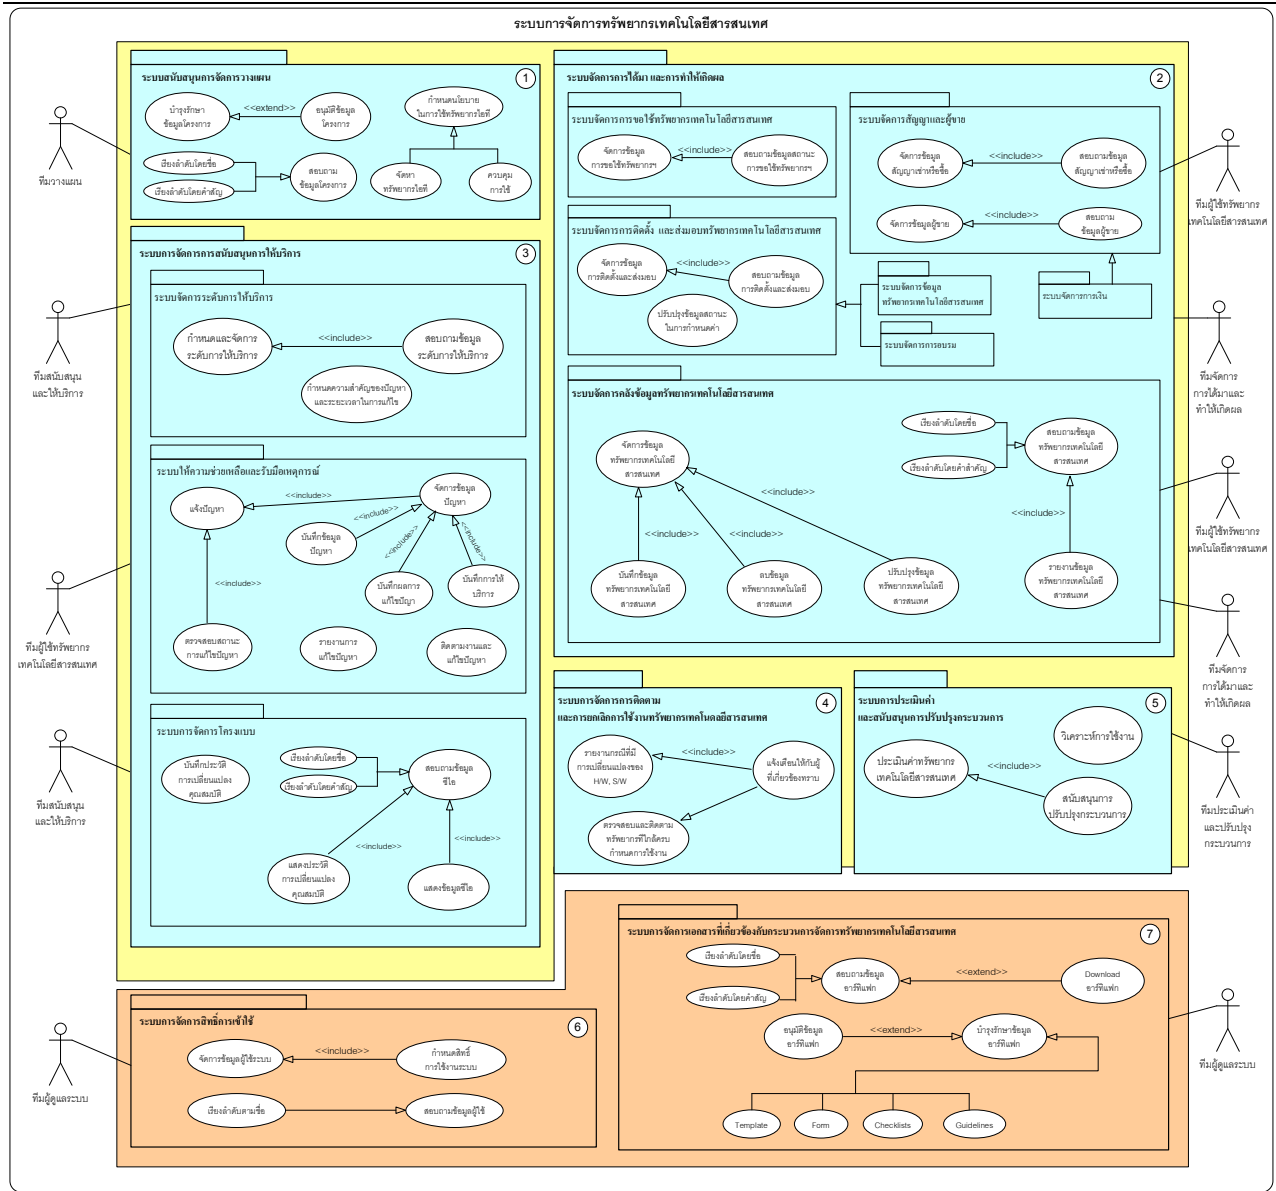 ระบบการจัดการทรัพยากรเทคโนโลยีสารสนเทศ
ระบบสนับสนุนการจัดการวางแผน
1
บำรุงรักษา
ข้อมูลโครงการ
<<extend>>
อนุมัติข้อมูล
โครงการ
กำหนดนโยบาย
ในการใช้ทรัพยากรไอที
เรียงลำดับโดยชื่อ
เรียงลำดับโดยคำสัญ
สอบถาม
ข้อมูลโครงการ
จัดหา
ทรัพยากรไอที
ควบคุม
การใช้
ทีมวางแผน
ระบบจัดการการได้มา และการทำให้เกิดผล
2
ระบบจัดการการขอใช้ทรัพยากรเทคโนโลยีสารสนเทศ
จัดการข้อมูล
การขอใช้ทรัพยากรฯ
<<include>>
สอบถามข้อมูลสถานะ
การขอใช้ทรัพยากรฯ
ระบบจัดการสัญญาและผู้ขาย
จัดการข้อมูล
สัญญาเช่าหรือซื้อ
<<include>>
สอบถามข้อมูล
สัญญาเช่าหรือซื้อ
จัดการข้อมูลผู้ขาย
<<include>>
สอบถาม
ข้อมูลผู้ขาย
ทีมผู้ใช้ทรัพยากร
เทคโนโลยีสารสนเทศ
ระบบจัดการการติดตั้ง และส่งมอบทรัพยากรเทคโนโลยีสารสนเทศ
จัดการข้อมูล
การติดตั้งและส่งมอบ
<<include>>
สอบถามข้อมูล
การติดตั้งและส่งมอบ
ปรับปรุงข้อมูลสถานะ
ในการกำหนดค่า
ระบบจัดการข้อมูล
ทรัพยากรเทคโนโลยีสารสนเทศ
ระบบจัดการการอบรม
ระบบจัดการการเงิน
ทีมจัดการ
การได้มาและ
ทำให้เกิดผล
ระบบจัดการคลังข้อมูลทรัพยากรเทคโนโลยีสารสนเทศ
จัดการข้อมูล
ทรัพยากรเทคโนโลยี
สารสนเทศ
เรียงลำดับโดยชื่อ
เรียงลำดับโดยคำสำคัญ
สอบถามข้อมูล
ทรัพยากรเทคโนโลยี
สารสนเทศ
<<include>>
<<include>>
<<include>>
<<include>>
บันทึกข้อมูล
ทรัพยากรเทคโนโลยี
สารสนเทศ
ลบข้อมูล
ทรัพยากรเทคโนโลยี
สารสนเทศ
ปรับปรุงข้อมูล
ทรัพยากรเทคโนโลยี
สารสนเทศ
รายงานข้อมูล
ทรัพยากรเทคโนโลยี
สารสนเทศ
ทีมผู้ใช้ทรัพยากร
เทคโนโลยีสารสนเทศ
ทีมจัดการ
การได้มาและ
ทำให้เกิดผล
ระบบการจัดการการสนับสนุนการให้บริการ
3
ระบบจัดการระดับการให้บริการ
กำหนดและจัดการ
ระดับการให้บริการ
<<include>>
สอบถามข้อมูล
ระดับการให้บริการ
กำหนดความสำคัญของปัญหา
และระยะเวลาในการแก้ไข
ทีมสนับสนุน
และให้บริการ
ระบบให้ความช่วยเหลือและรับมือเหตุการณ์
แจ้งปัญหา
<<include>>
จัดการข้อมูล
ปัญหา
<<include>>
<<include>>
<<include>>
บันทึกข้อมูล
ปัญหา
บันทึกผลการ
แก้ไขปัญา
บันทึกการให้
บริการ
<<include>>
ตรวจสอบสถานะ
การแก้ไขปัญหา
รายงานการ
แก้ไขปัญหา
ติดตามงานและ
แก้ไขปัญหา
ทีมผู้ใช้ทรัพยากร
เทคโนโลยีสารสนเทศ
ระบบการจัดการโครงแบบ
บันทึกประวัติ
การเปลี่ยนแปลง
คุณสมบัติ
เรียงลำดับโดยชื่อ
เรียงลำดับโดยคำสัญ
สอบถามข้อมูล
ซีไอ
<<include>>
<<include>>
แสดงประวัติ
การเปลี่ยนแปลง
คุณสมบัติ
แสดงข้อมูลซีไอ
ทีมสนับสนุน
และให้บริการ
ระบบการจัดการการติดตาม
และการยกเลิกการใช้งานทรัพยากรเทคโนดลยีสารสนเทศ
4
รายงานกรณีที่มี
การเปลี่ยนแปลงของ
H/W, S/W
<<include>>
แจ้งเตือนให้กับผู้
ที่เกี่ยวข้องทราบ
ตรวจสอบและติดตาม
ทรัพยากรที่ใกล้ครบ
กำหนดการใช้งาน
ระบบการประเมินค่า
และสนับสนุนการปรับปรุงกระบวนการ
5
วิเคราะห์การใช้งาน
ประเมินค่าทรัพยากร
เทคโนโลยีสารสนเทศ
<<include>>
สนับสนุนการ
ปรับปรุงกระบวนการ
ทีมประเมินค่า
และปรับปรุง
กระบวนการ
ระบบการจัดการสิทธิ์การเข้าใช้
6
จัดการข้อมูลผู้ใช้ระบบ
<<include>>
กำหนดสิทธิ์
การใช้งานระบบ
เรียงลำดับตามชื่อ
สอบถามข้อมูลผู้ใช้
ทีมผู้ดูแลระบบ
ระบบการจัดการเอกสารที่เกี่ยวข้องกับกระบวนการจัดการทรัพยากรเทคโนโลยีสารสนเทศ
7
เรียงลำดับโดยชื่อ
เรียงลำดับโดยคำสัญ
สอบถามข้อมูล
อาร์ทิแฟก
<<extend>>
Download
อาร์ทิแฟก
อนุมัติข้อมูล
อาร์ทิแฟก
<<extend>>
บำรุงรักษาข้อมูล
อาร์ทิแฟก
Template
Form
Checklists
Guidelines
ทีมผู้ดูแลระบบ